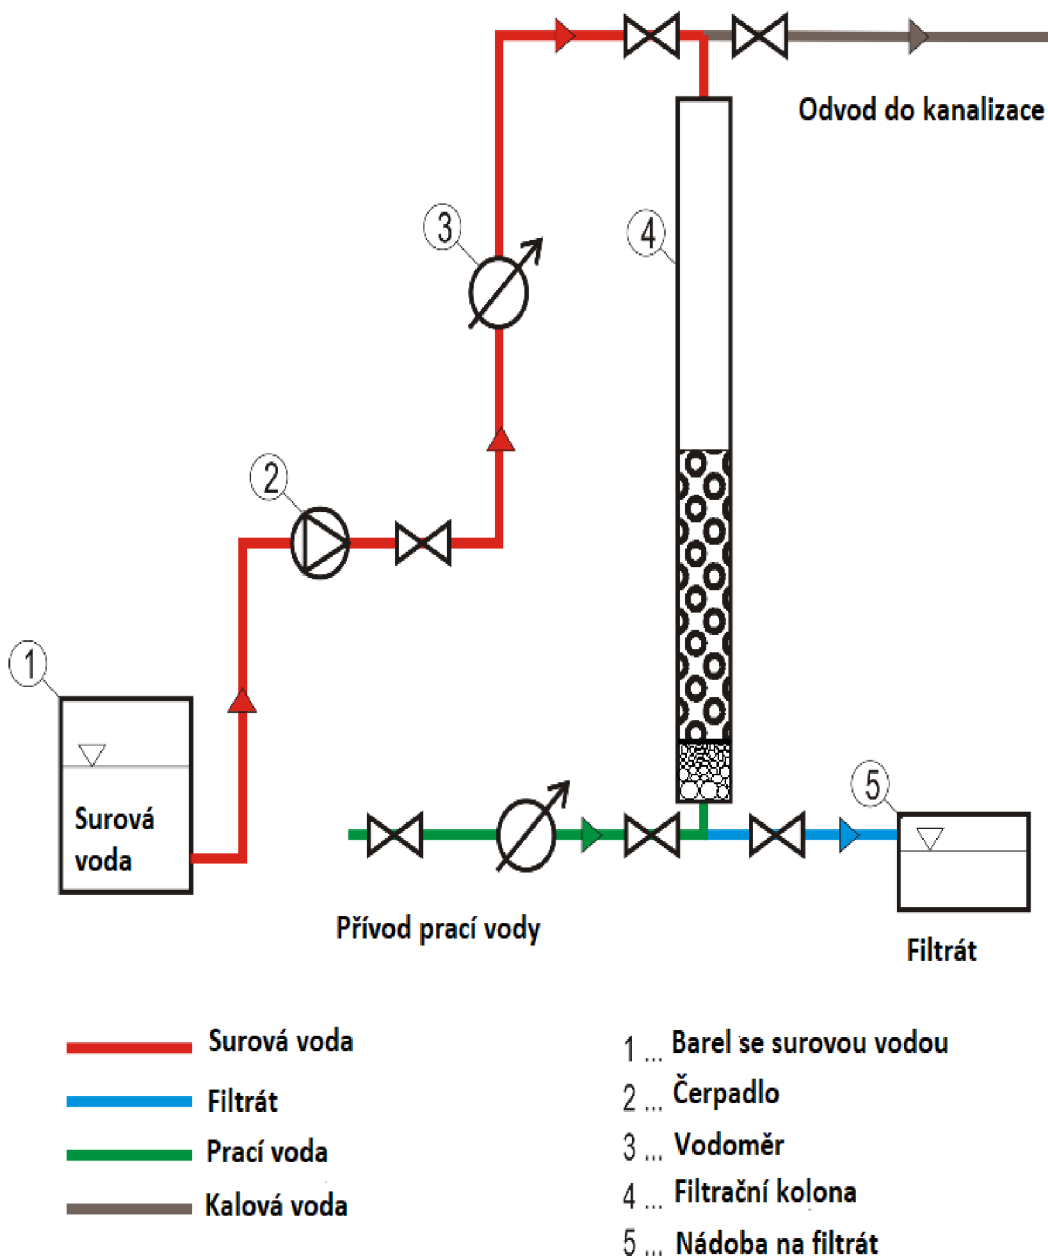 Odvod do kanalizace
3
4
2
1
5
Surová
voda
Přívod prací vody
Filtrát
Surová voda
Filtrát
Prací voda
Kalová voda
1 ... Barel se surovou vodou
2 ... Čerpadlo
3 ... Vodoměr
4 ... Filtrační kolona
5 ... Nádoba na filtrát